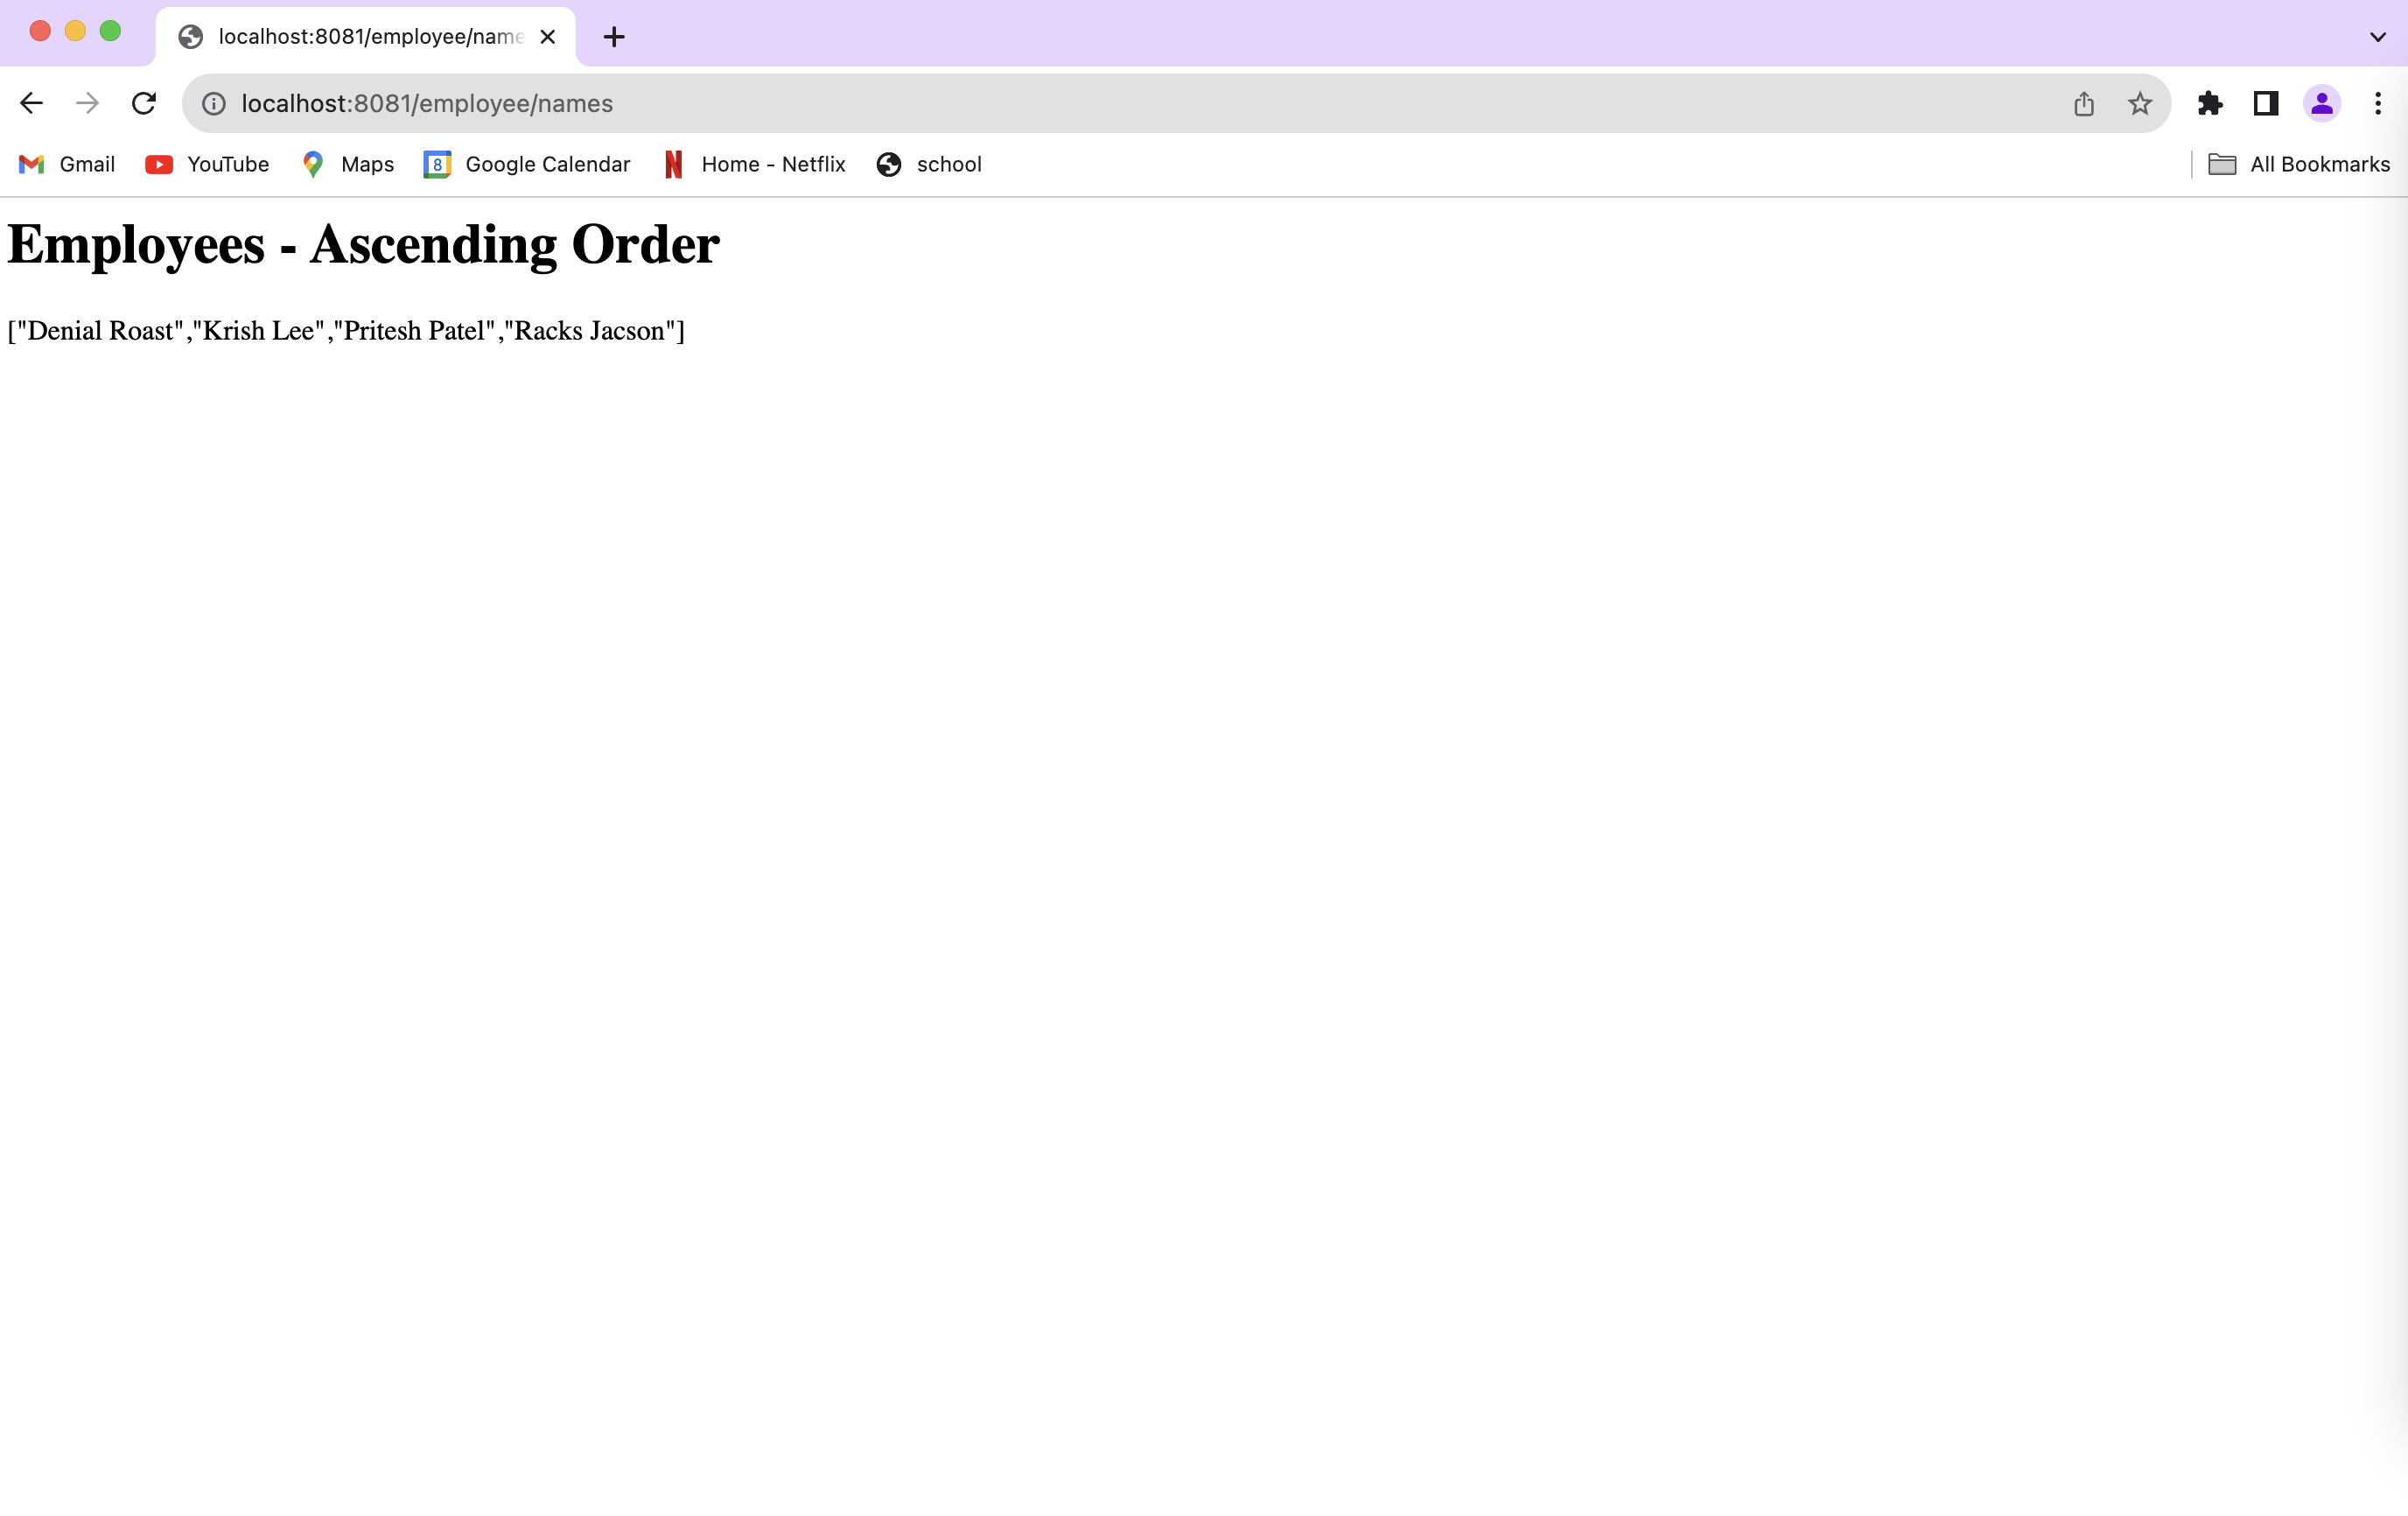 localhost:8081/employee/name
localhost:8081/employee/names
Gmail YouTube Maps 8 Google Calendar N Home - Netflix school All Bookmarks
Employees - Ascending Order
["Denial Roast","Krish Lee","Pritesh Patel","Racks Jacson"]